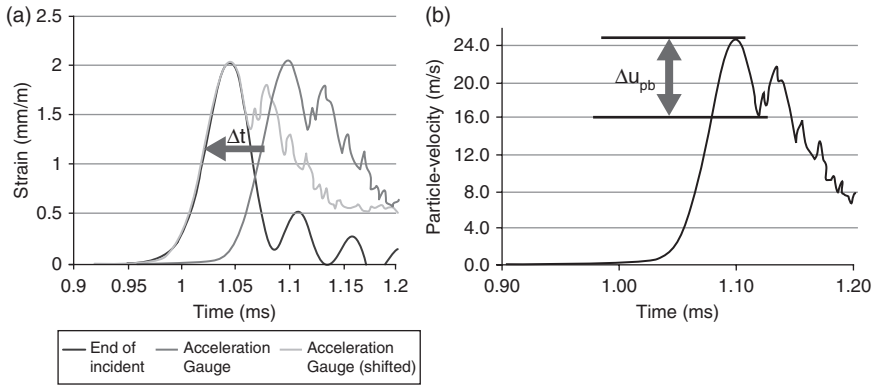 (a)
2.5
2
1.5
1
0.5
0
Strain (mm/m)
Δt
0.9
0.95
1
1.05
1.1
1.15
1.2
Time (ms)
End of incident
Acceleration Gauge
Acceleration Gauge (shifted)
(b)
24.0
20.0
16.0
12.0
8.0
4.0
0.0
Particle-velocity (m/s)
Δu_pb
0.90
1.00
1.10
1.20
Time (ms)